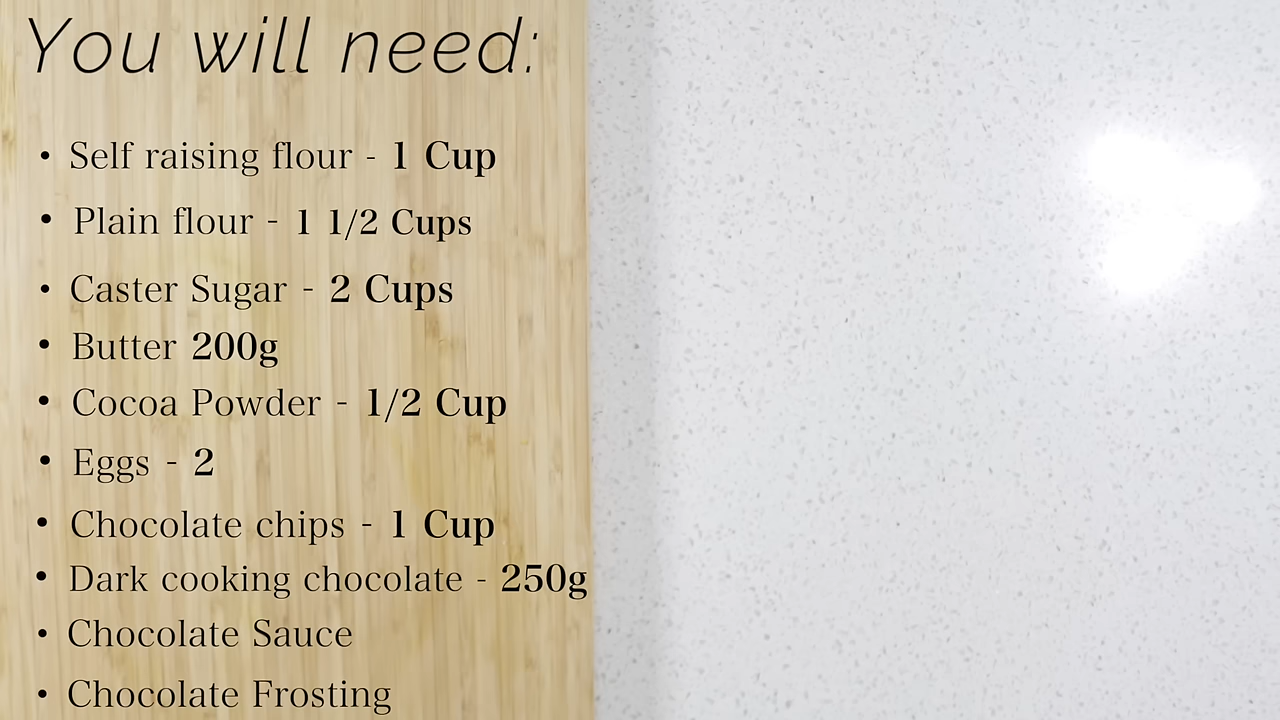 You will need:
• Self raising flour - 1 Cup
• Plain flour - 1 1/2 Cups
• Caster Sugar - 2 Cups
• Butter 200g
• Cocoa Powder - 1/2 Cup
• Eggs - 2
• Chocolate chips - 1 Cup
• Dark cooking chocolate - 250g
• Chocolate Sauce
• Chocolate Frosting